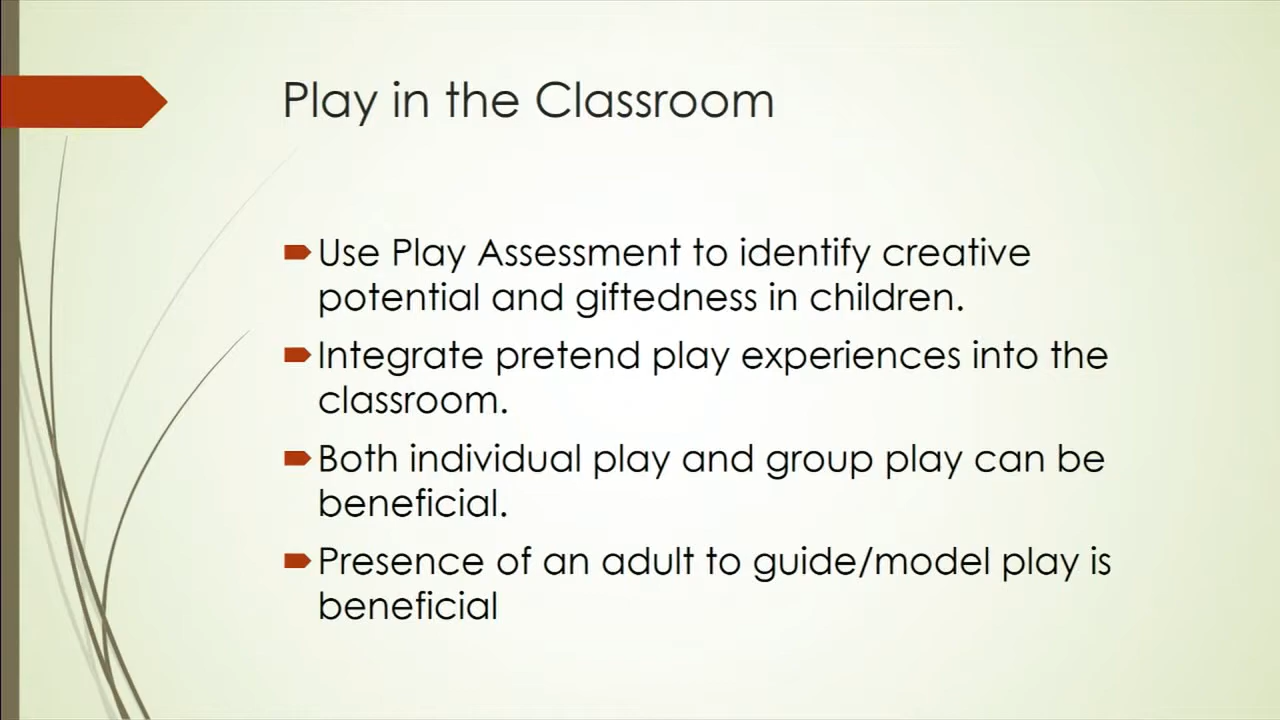 Play in the Classroom
Use Play Assessment to identify creative
potential and giftedness in children.
Integrate pretend play experiences into the
classroom.
Both individual play and group play can be
beneficial.
Presence of an adult to guide/model play is
beneficial